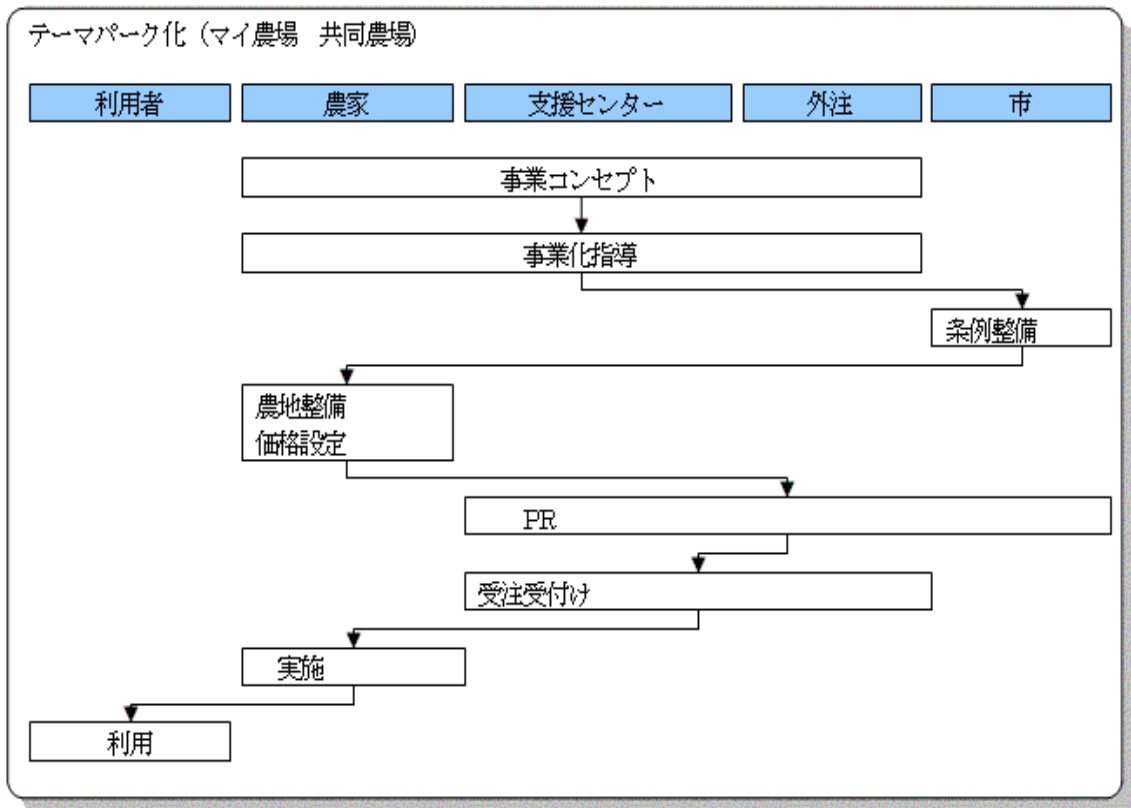 テーマパーク化（マイ農場　共同農場）
利用者
農家
支援センター
外注
市
事業コンセプト
事業化指導
条例整備
農地整備
価格設定
PR
受注受付け
実施
利用